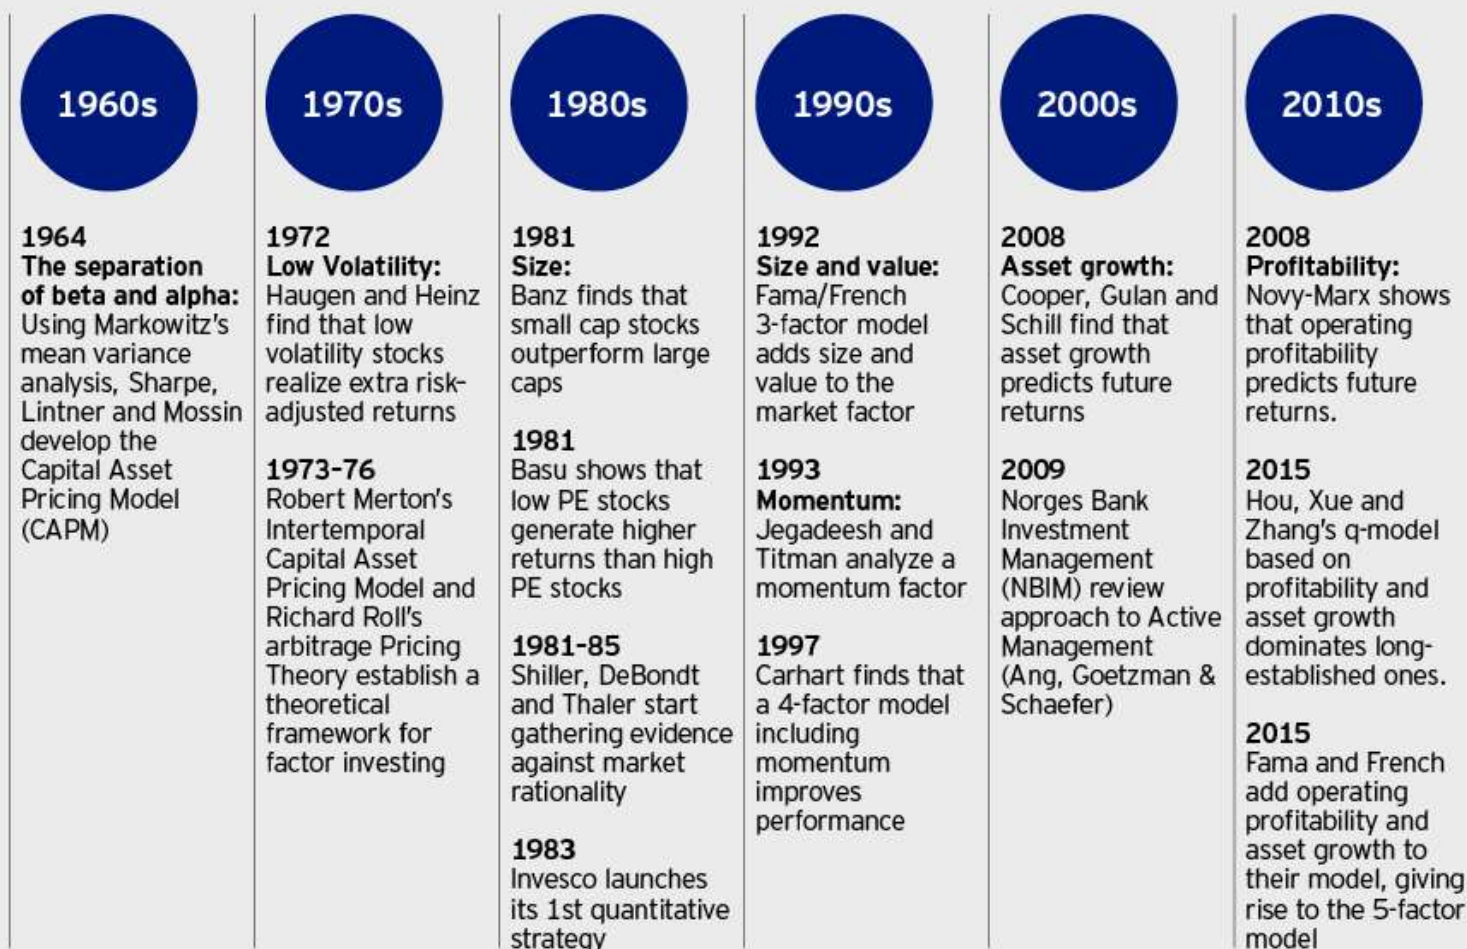 1960s
1964
The separation
of beta and alpha:
Using Markowitz's
mean variance
analysis, Sharpe,
Lintner and Mossin
develop the
Capital Asset
Pricing Model
(CAPM)
1970s
1972
Low Volatility:
Haugen and Heinz
find that low
volatility stocks
realize extra risk-
adjusted returns
1973-76
Robert Merton's
Intertemporal
Capital Asset
Pricing Model and
Richard Roll's
arbitrage Pricing
Theory establish a
theoretical
framework for
factor investing
1980s
1981
Size:
Banz finds that
small cap stocks
outperform large
caps
1981
Basu shows that
low PE stocks
generate higher
returns than high
PE stocks
1981-85
Shiller, DeBondt
and Thaler start
gathering evidence
against market
rationality
1983
Invesco launches
its 1st quantitative
strategy
1990s
1992
Size and value:
Fama/French
3-factor model
adds size and
value to the
market factor
1993
Momentum:
Jegadeesh and
Titman analyze a
momentum factor
1997
Carhart finds that
a 4-factor model
including
momentum
improves
performance
2000s
2008
Asset growth:
Cooper, Gulan and
Schill find that
asset growth
predicts future
returns
2009
Norges Bank
Investment
Management
(NBIM) review
approach to Active
Management
(Ang, Goetzman &
Schaefer)
2010s
2008
Profitability:
Novy-Marx shows
that operating
profitability
predicts future
returns.
2015
Hou, Xue and
Zhang's q-model
based on
profitability and
asset growth
dominates long-
established ones.
2015
Fama and French
add operating
profitability and
asset growth to
their model, giving
rise to the 5-factor
model